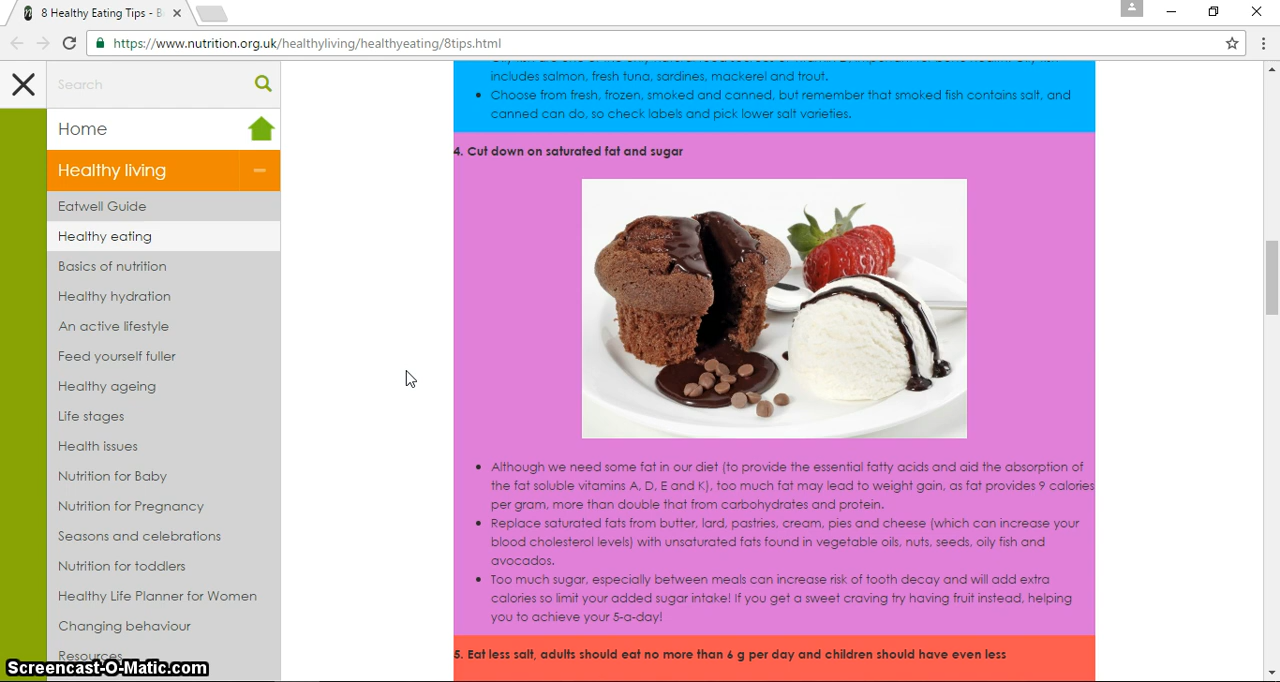 8 Healthy Eating Tips - B
https://www.nutrition.org.uk/healthyliving/healthyeating/8tips.html
Search
Home
Healthy living
Eatwell Guide
Healthy eating
Basics of nutrition
Healthy hydration
An active lifestyle
Feed yourself fuller
Healthy ageing
Life stages
Health issues
Nutrition for Baby
Nutrition for Pregnancy
Seasons and celebrations
Nutrition for toddlers
Healthy Life Planner for Women
Changing behaviour
Resources
includes salmon, fresh tuna, sardines, mackerel and trout.
Choose from fresh, frozen, smoked and canned, but remember that smoked fish contains salt, and
canned can do, so check labels and pick lower salt varieties.
4. Cut down on saturated fat and sugar
Although we need some fat in our diet (to provide the essential fatty acids and aid the absorption of
the fat soluble vitamins A, D, E and K), too much fat may lead to weight gain, as fat provides 9 calories
per gram, more than double that from carbohydrates and protein.
Replace saturated fats from butter, lard, pastries, cream, pies and cheese (which can increase your
blood cholesterol levels) with unsaturated fats found in vegetable oils, nuts, seeds, oily fish and
avocados.
Too much sugar, especially between meals can increase risk of tooth decay and will add extra
calories so limit your added sugar intake! If you get a sweet craving try having fruit instead, helping
you to achieve your 5-a-day!
5. Eat less salt, adults should eat no more than 6 g per day and children should have even less
Screencast-O-Matic.com